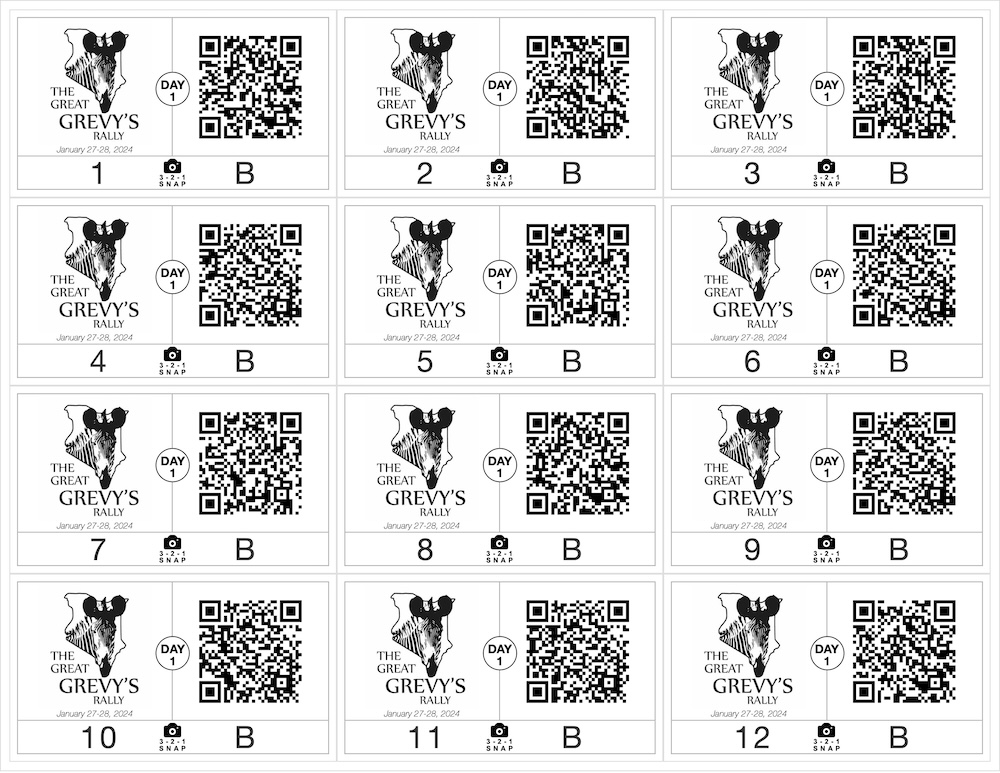 THE
GREAT
GREVY'S
RALLY
January 27-28, 2024
DAY
1
1
3-2-1
SNAP
B
THE
GREAT
GREVY'S
RALLY
January 27-28, 2024
DAY
1
2
3-2-1
SNAP
B
THE
GREAT
GREVY'S
RALLY
January 27-28, 2024
DAY
1
3
3-2-1
SNAP
B
THE
GREAT
GREVY'S
RALLY
January 27-28, 2024
DAY
1
4
3-2-1
SNAP
B
THE
GREAT
GREVY'S
RALLY
January 27-28, 2024
DAY
1
5
3-2-1
SNAP
B
THE
GREAT
GREVY'S
RALLY
January 27-28, 2024
DAY
1
6
3-2-1
SNAP
B
THE
GREAT
GREVY'S
RALLY
January 27-28, 2024
DAY
1
7
3-2-1
SNAP
B
THE
GREAT
GREVY'S
RALLY
January 27-28, 2024
DAY
1
8
3-2-1
SNAP
B
THE
GREAT
GREVY'S
RALLY
January 27-28, 2024
DAY
1
9
3-2-1
SNAP
B
THE
GREAT
GREVY'S
RALLY
January 27-28, 2024
DAY
1
10
3-2-1
SNAP
B
THE
GREAT
GREVY'S
RALLY
January 27-28, 2024
DAY
1
11
3-2-1
SNAP
B
THE
GREAT
GREVY'S
RALLY
January 27-28, 2024
DAY
1
12
3-2-1
SNAP
B